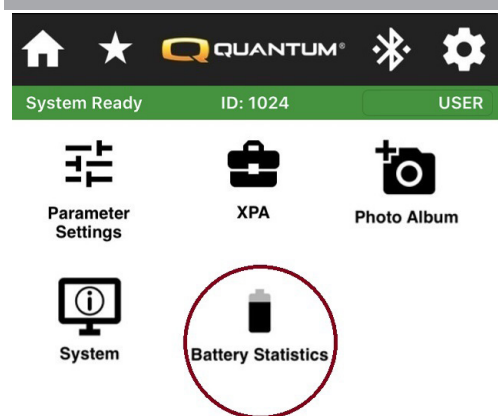 QUANTUM®
System Ready ID: 1024 USER
Parameter
Settings
XPA
Photo Album
System
Battery Statistics